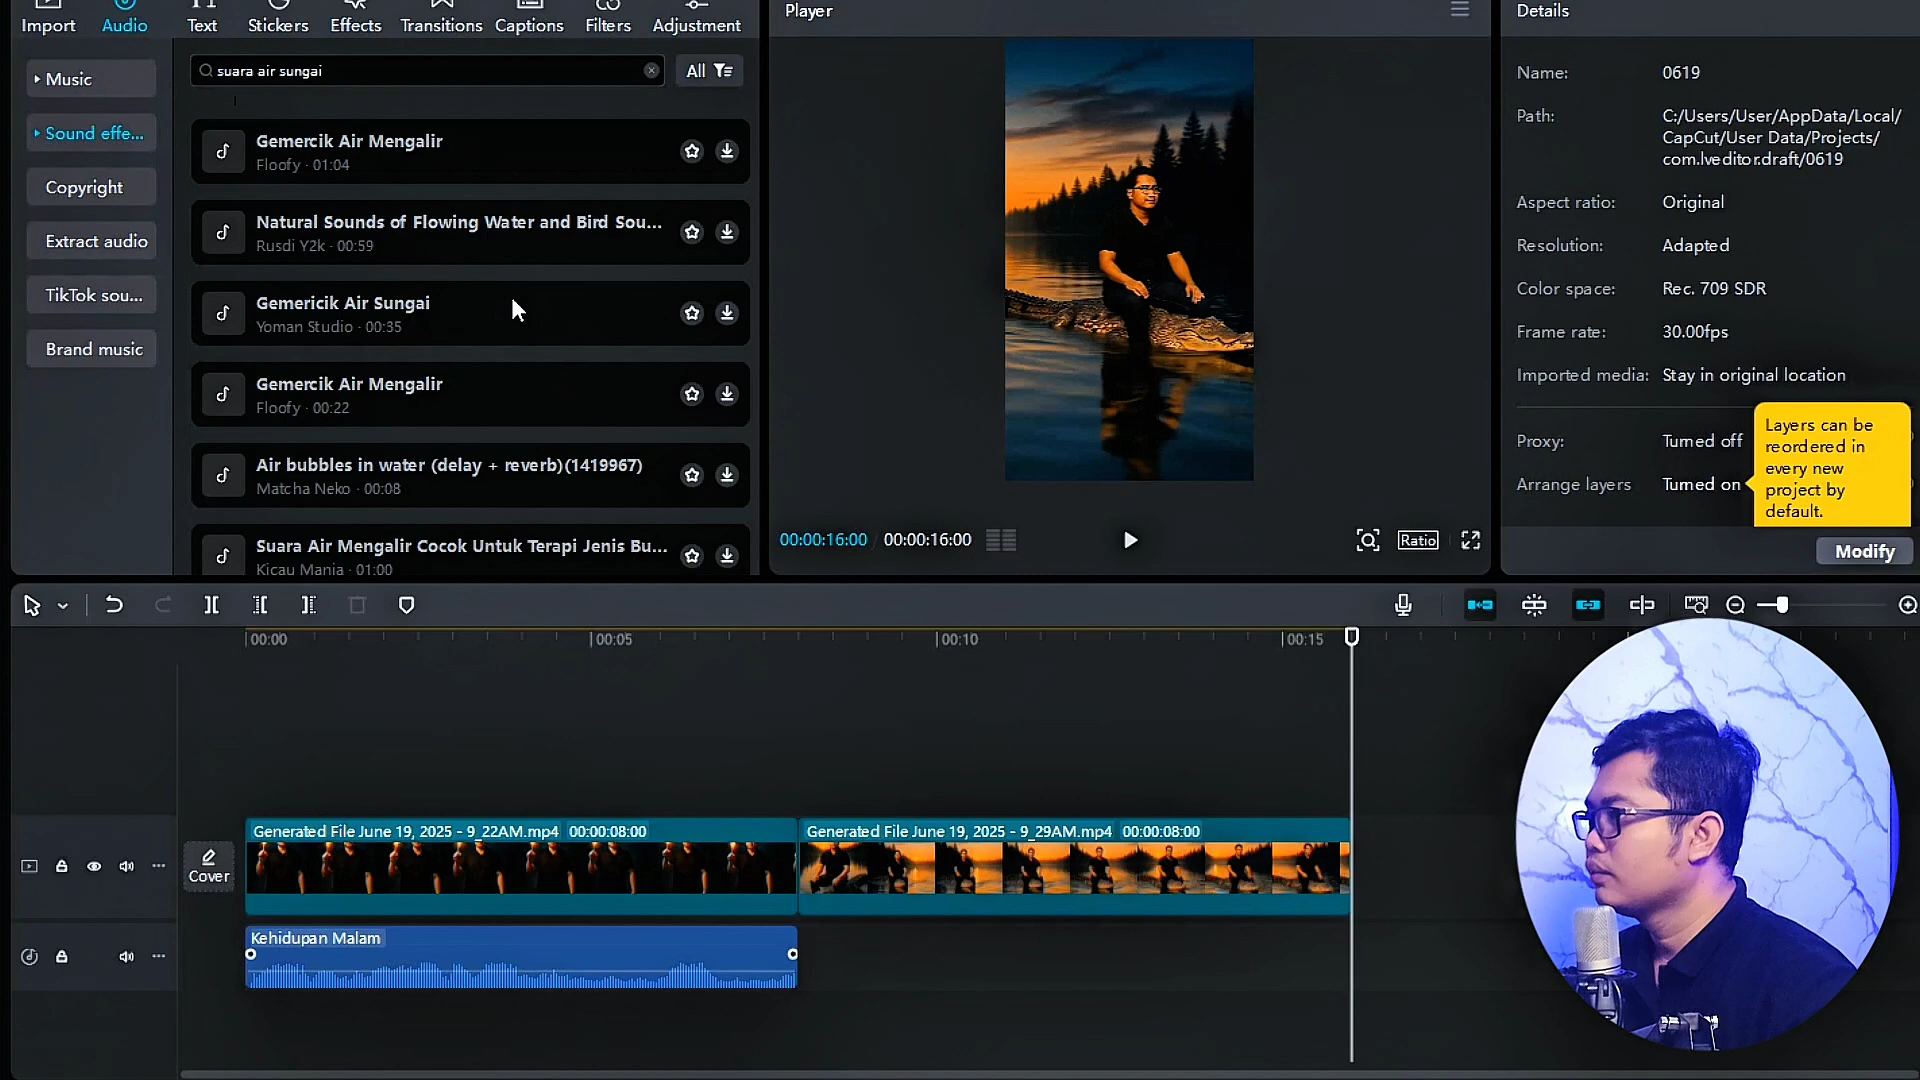 Import
Audio
Text
Stickers
Effects
Transitions
Captions
Filters
Adjustment
Music
Sound effe...
Copyright
Extract audio
TikTok sou...
Brand music
suara air sungai
All
Gemercik Air Mengalir
Floofy · 01:04
Natural Sounds of Flowing Water and Bird Sou...
Rusdi Y2k · 00:59
Gemericik Air Sungai
Yoman Studio · 00:35
Gemercik Air Mengalir
Floofy · 00:22
Air bubbles in water (delay + reverb)(1419967)
Matcha Neko · 00:08
Suara Air Mengalir Cocok Untuk Terapi Jenis Bu...
Kicau Mania · 01:00
Player
00:00:16:00 / 00:00:16:00
Ratio
Details
Name: 0619
Path: C:/Users/User/AppData/Local/
CapCut/User Data/Projects/
com.lveditor.draft/0619
Aspect ratio: Original
Resolution: Adapted
Color space: Rec. 709 SDR
Frame rate: 30.00fps
Imported media: Stay in original location
Proxy: Turned off
Arrange layers Turned on
Layers can be
reordered in
every new
project by
default.
Modify
00:00
00:05
00:10
00:15
Cover
Generated File June 19, 2025 - 9_22AM.mp4 00:00:08:00
Generated File June 19, 2025 - 9_29AM.mp4 00:00:08:00
Kehidupan Malam